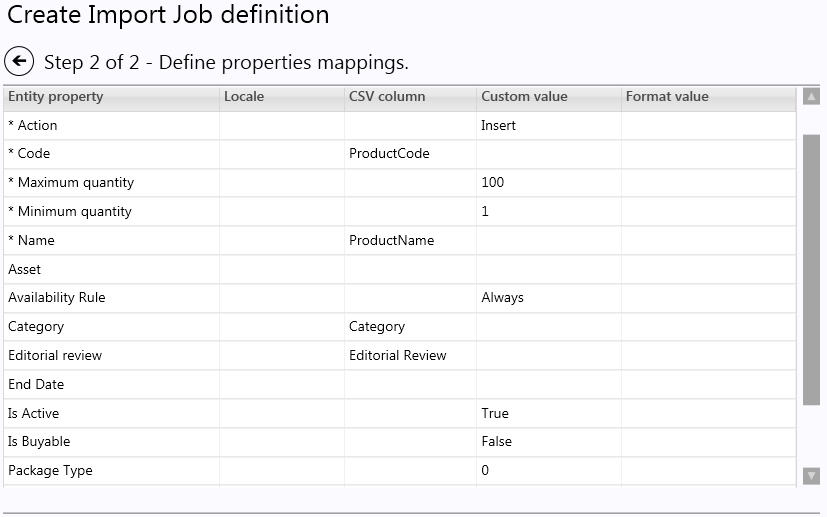 Create Import Job definition
Step 2 of 2 - Define properties mappings.
Entity property Locale CSV column Custom value Format value
* Action Insert
* Code ProductCode
* Maximum quantity 100
* Minimum quantity 1
* Name ProductName
Asset
Availability Rule Always
Category Category
Editorial review Editorial Review
End Date
Is Active True
Is Buyable False
Package Type 0